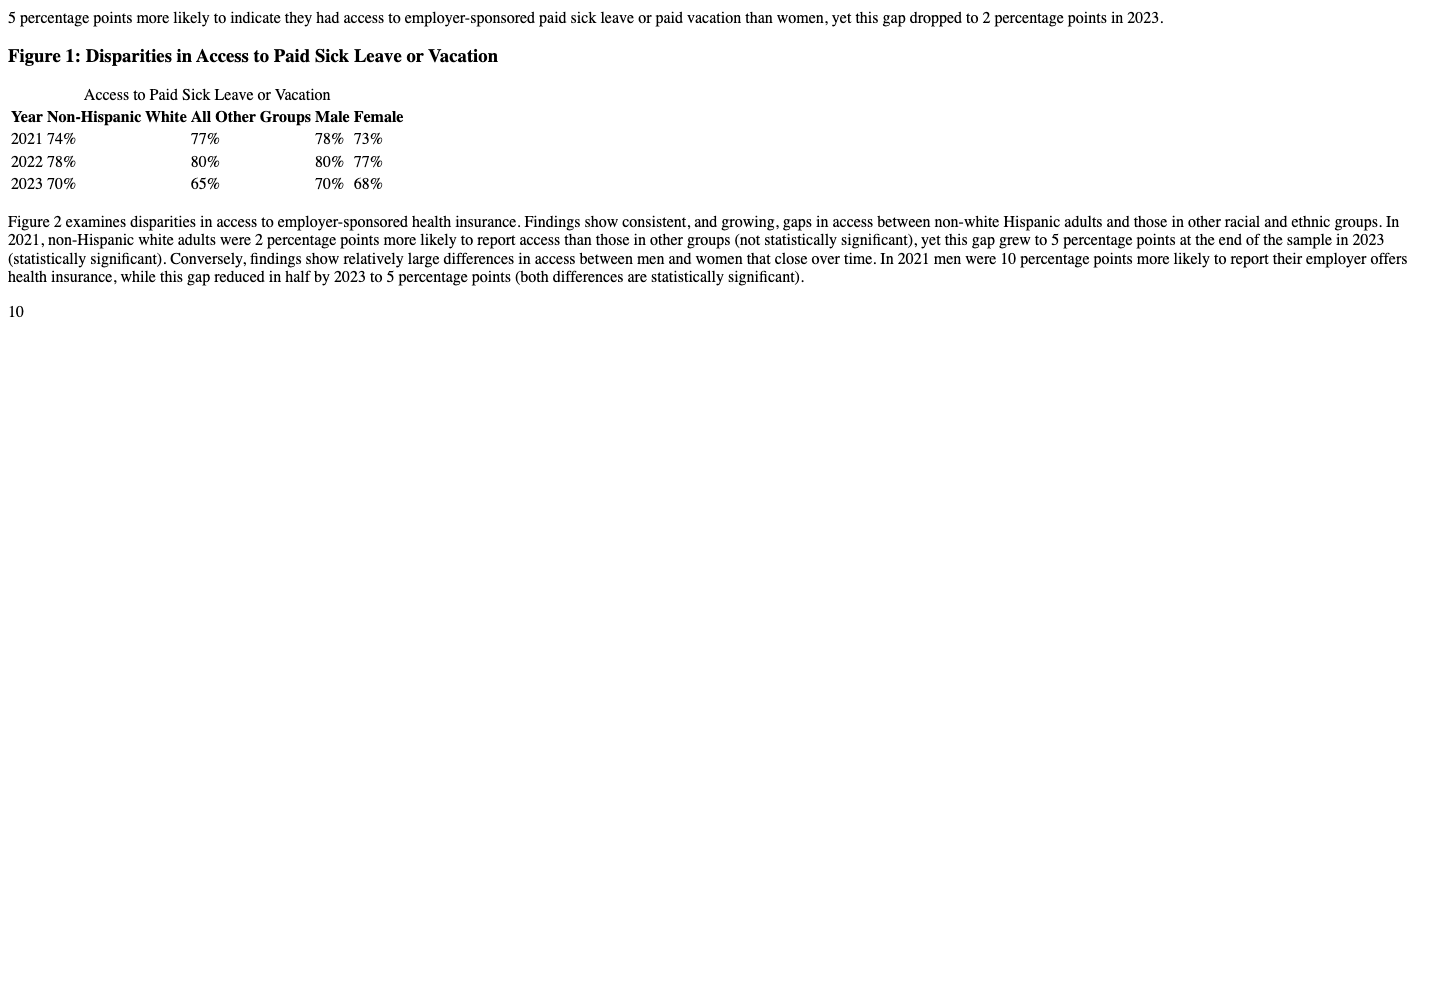 5 percentage points more likely to indicate they had access to employer-sponsored paid sick leave or paid vacation than women, yet this gap dropped to 2 percentage points in 2023.
Figure 1: Disparities in Access to Paid Sick Leave or Vacation
Access to Paid Sick Leave or Vacation
Year Non-Hispanic White All Other Groups Male Female
2021 74% 77% 78% 73%
2022 78% 80% 80% 77%
2023 70% 65% 70% 68%
Figure 2 examines disparities in access to employer-sponsored health insurance. Findings show consistent, and growing, gaps in access between non-white Hispanic adults and those in other racial and ethnic groups. In
2021, non-Hispanic white adults were 2 percentage points more likely to report access than those in other groups (not statistically significant), yet this gap grew to 5 percentage points at the end of the sample in 2023
(statistically significant). Conversely, findings show relatively large differences in access between men and women that close over time. In 2021 men were 10 percentage points more likely to report their employer offers
health insurance, while this gap reduced in half by 2023 to 5 percentage points (both differences are statistically significant).
10